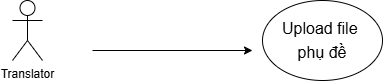 Upload file
phụ đề
Translator